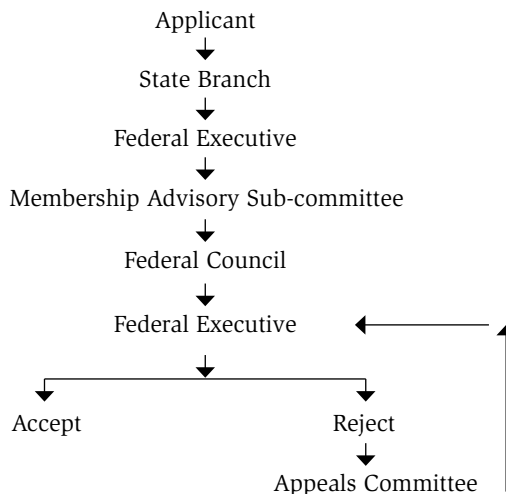 Applicant
State Branch
Federal Executive
Membership Advisory Sub-committee
Federal Council
Federal Executive
Accept
Reject
Appeals Committee